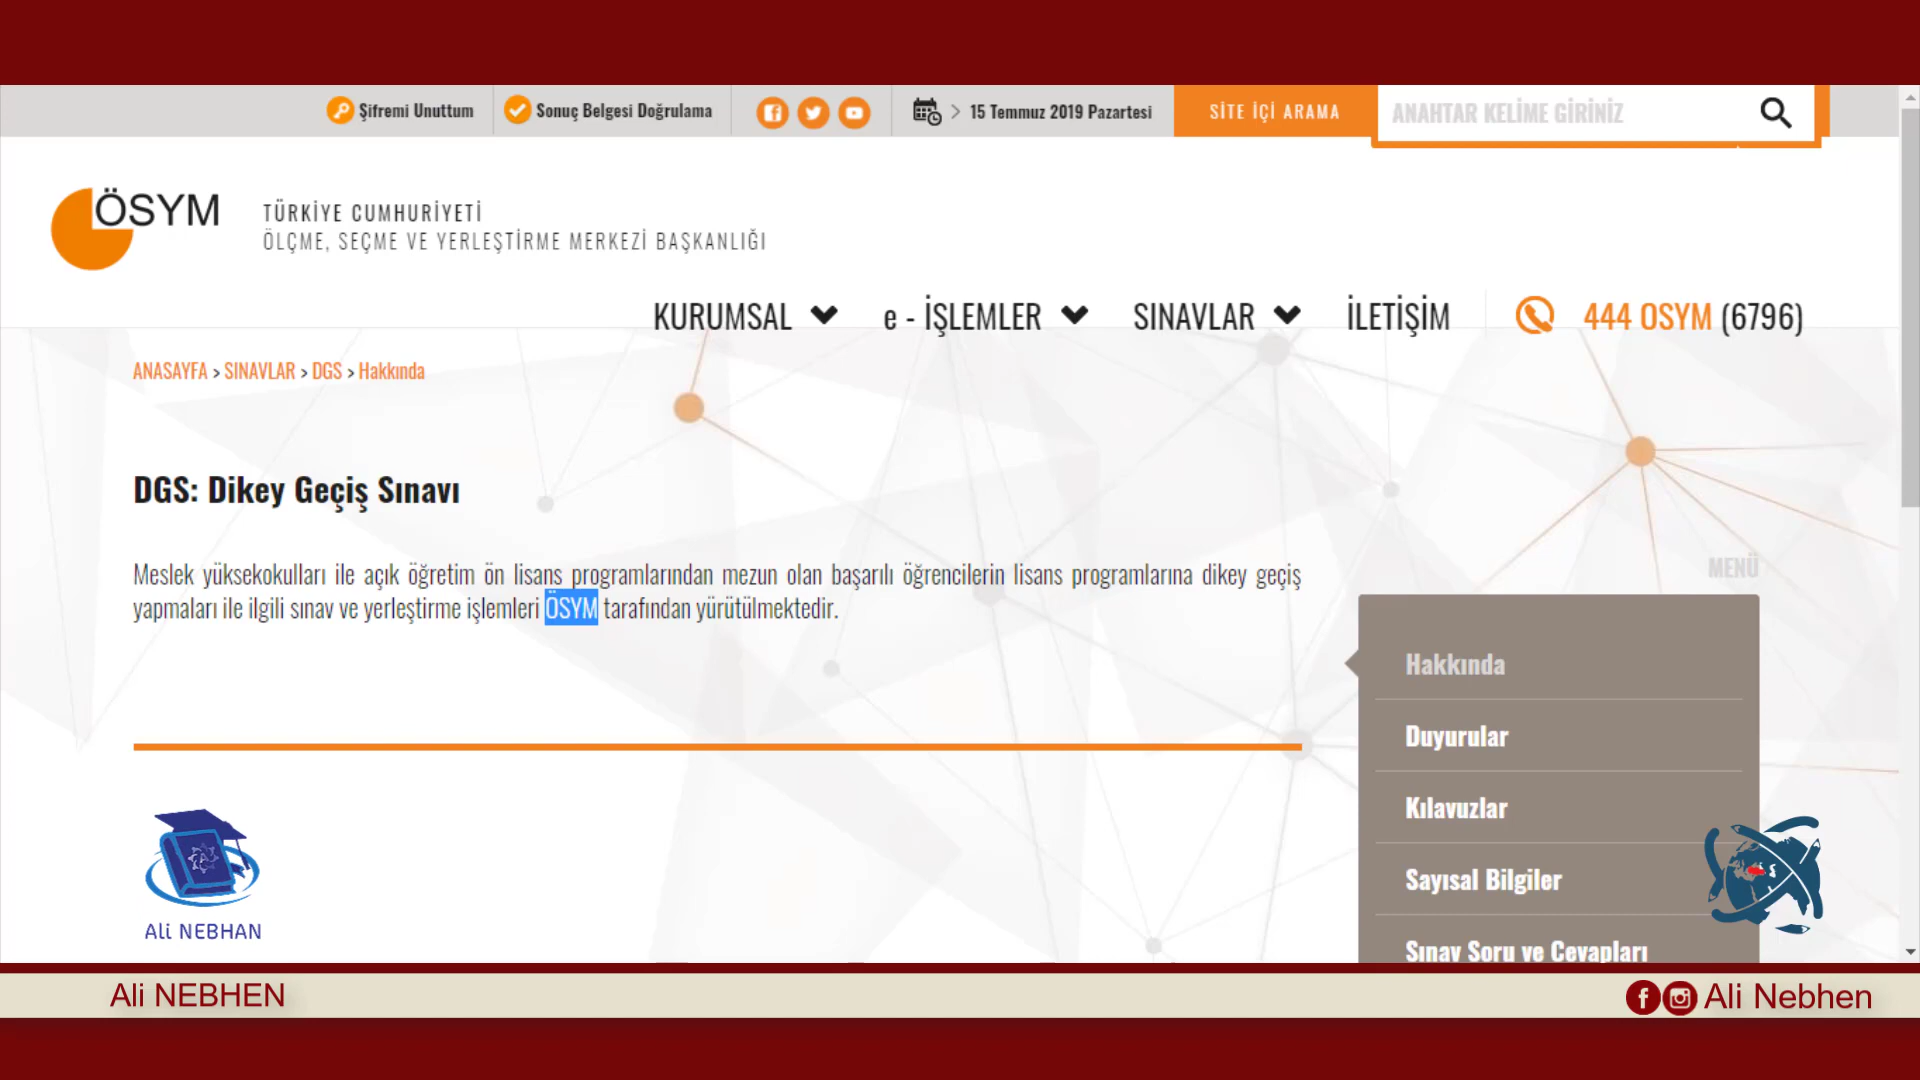 Şifremi Unuttum
Sonuç Belgesi Doğrulama
15 Temmuz 2019 Pazartesi
SİTE İÇİ ARAMA
ANAHTAR KELİME GİRİNİZ
ÖSYM
TÜRKİYE CUMHURİYETİ
ÖLÇME, SEÇME VE YERLEŞTİRME MERKEZİ BAŞKANLIĞI
KURUMSAL
e - İŞLEMLER
SINAVLAR
İLETİŞİM
444 OSYM (6796)
ANASAYFA > SINAVLAR > DGS > Hakkında
DGS: Dikey Geçiş Sınavı
Meslek yüksekokulları ile açık öğretim ön lisans programlarından mezun olan başarılı öğrencilerin lisans programlarına dikey geçiş
yapmaları ile ilgili sınav ve yerleştirme işlemleri ÖSYM tarafından yürütülmektedir.
MENÜ
Hakkında
Duyurular
Kılavuzlar
Sayısal Bilgiler
Sınav Soru ve Cevapları
ALi NEBHAN
Ali NEBHEN
Ali Nebhen